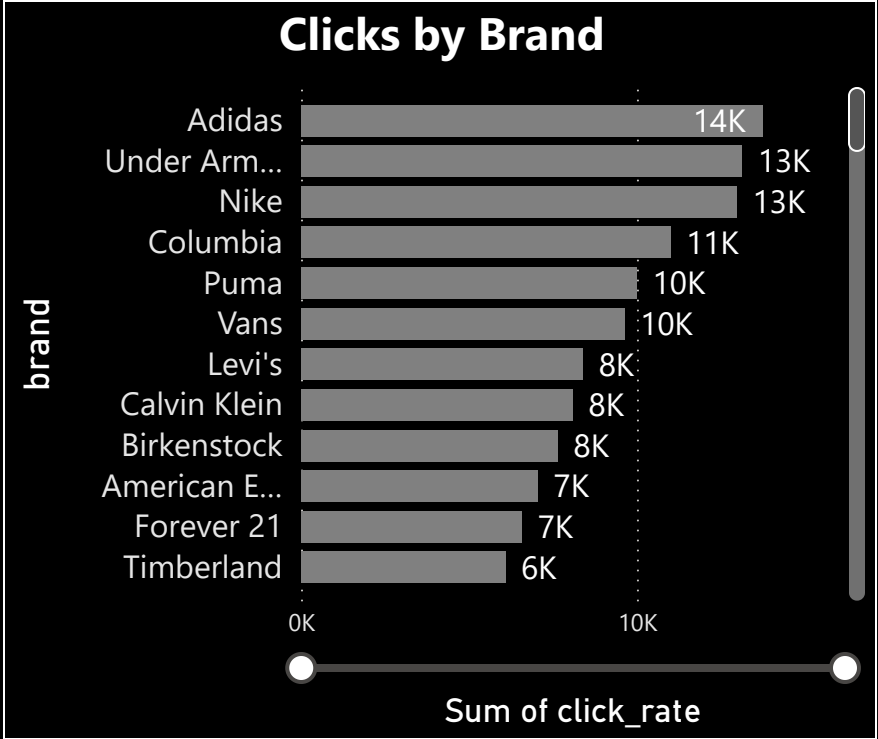 Clicks by Brand
brand
Adidas 14K
Under Arm... 13K
Nike 13K
Columbia 11K
Puma 10K
Vans 10K
Levi's 8K
Calvin Klein 8K
Birkenstock 8K
American E... 7K
Forever 21 7K
Timberland 6K
0K 10K
Sum of click_rate